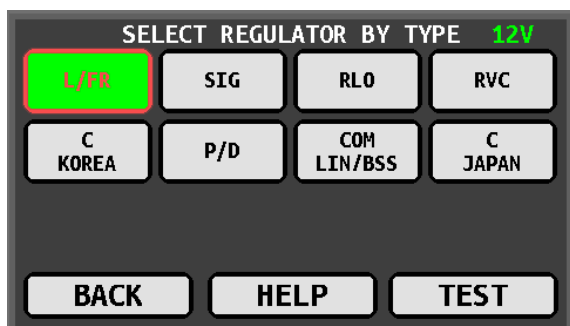 SELECT REGULATOR BY TYPE 12V
L/FR SIG RLO RVC
C KOREA P/D COM LIN/BSS C JAPAN
BACK HELP TEST